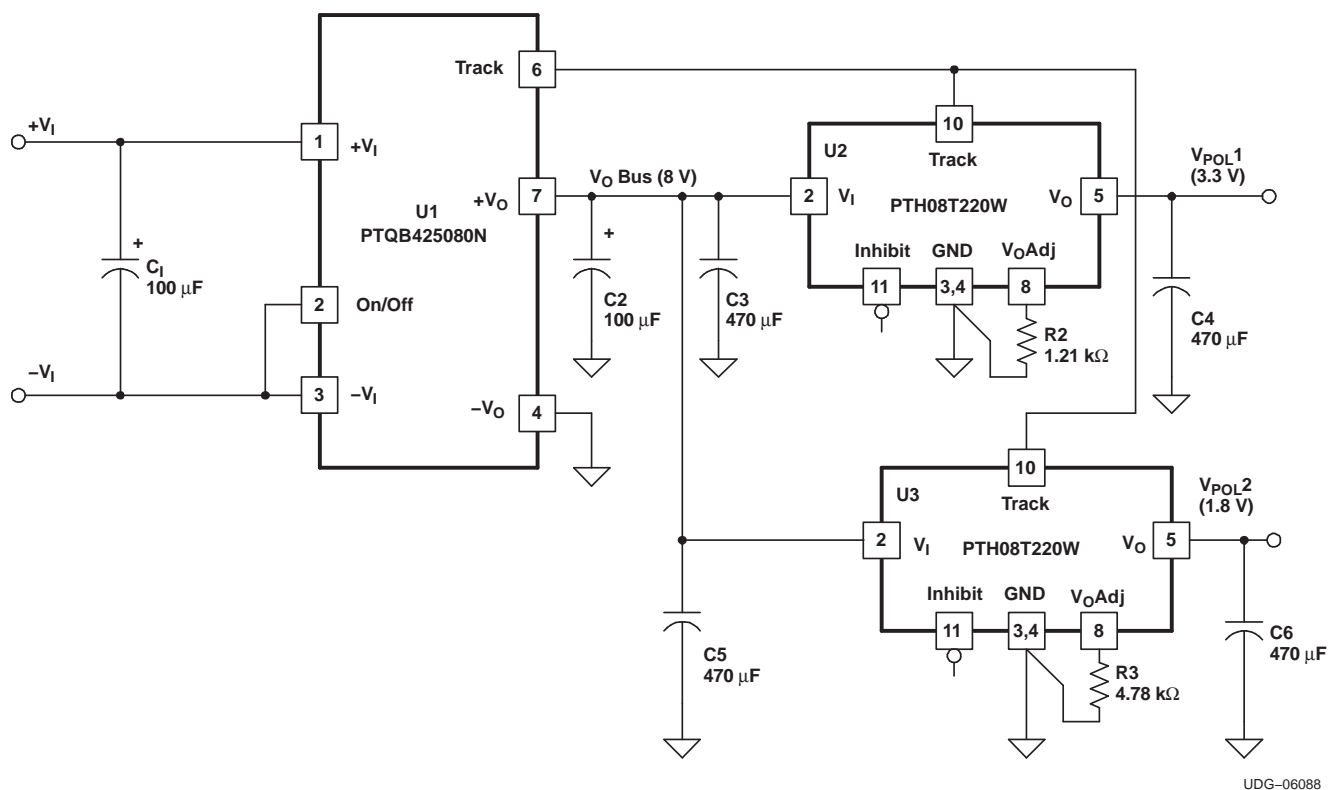 Track
6
+VI
1
+VI
CI
100 μF
+
U1
PTQB425080N
+VO
7
VO Bus (8 V)
+
C2
100 μF
C3
470 μF
2
On/Off
–VI
3
–VI
–VO
4
10
Track
U2
2
VI
PTH08T220W
VO
5
VPOL1
(3.3 V)
Inhibit
GND
VOAdj
11
3,4
8
R2
1.21 kΩ
C4
470 μF
10
Track
U3
2
VI
PTH08T220W
VO
5
VPOL2
(1.8 V)
Inhibit
GND
VOAdj
11
3,4
8
R3
4.78 kΩ
C5
470 μF
C6
470 μF
UDG–06088